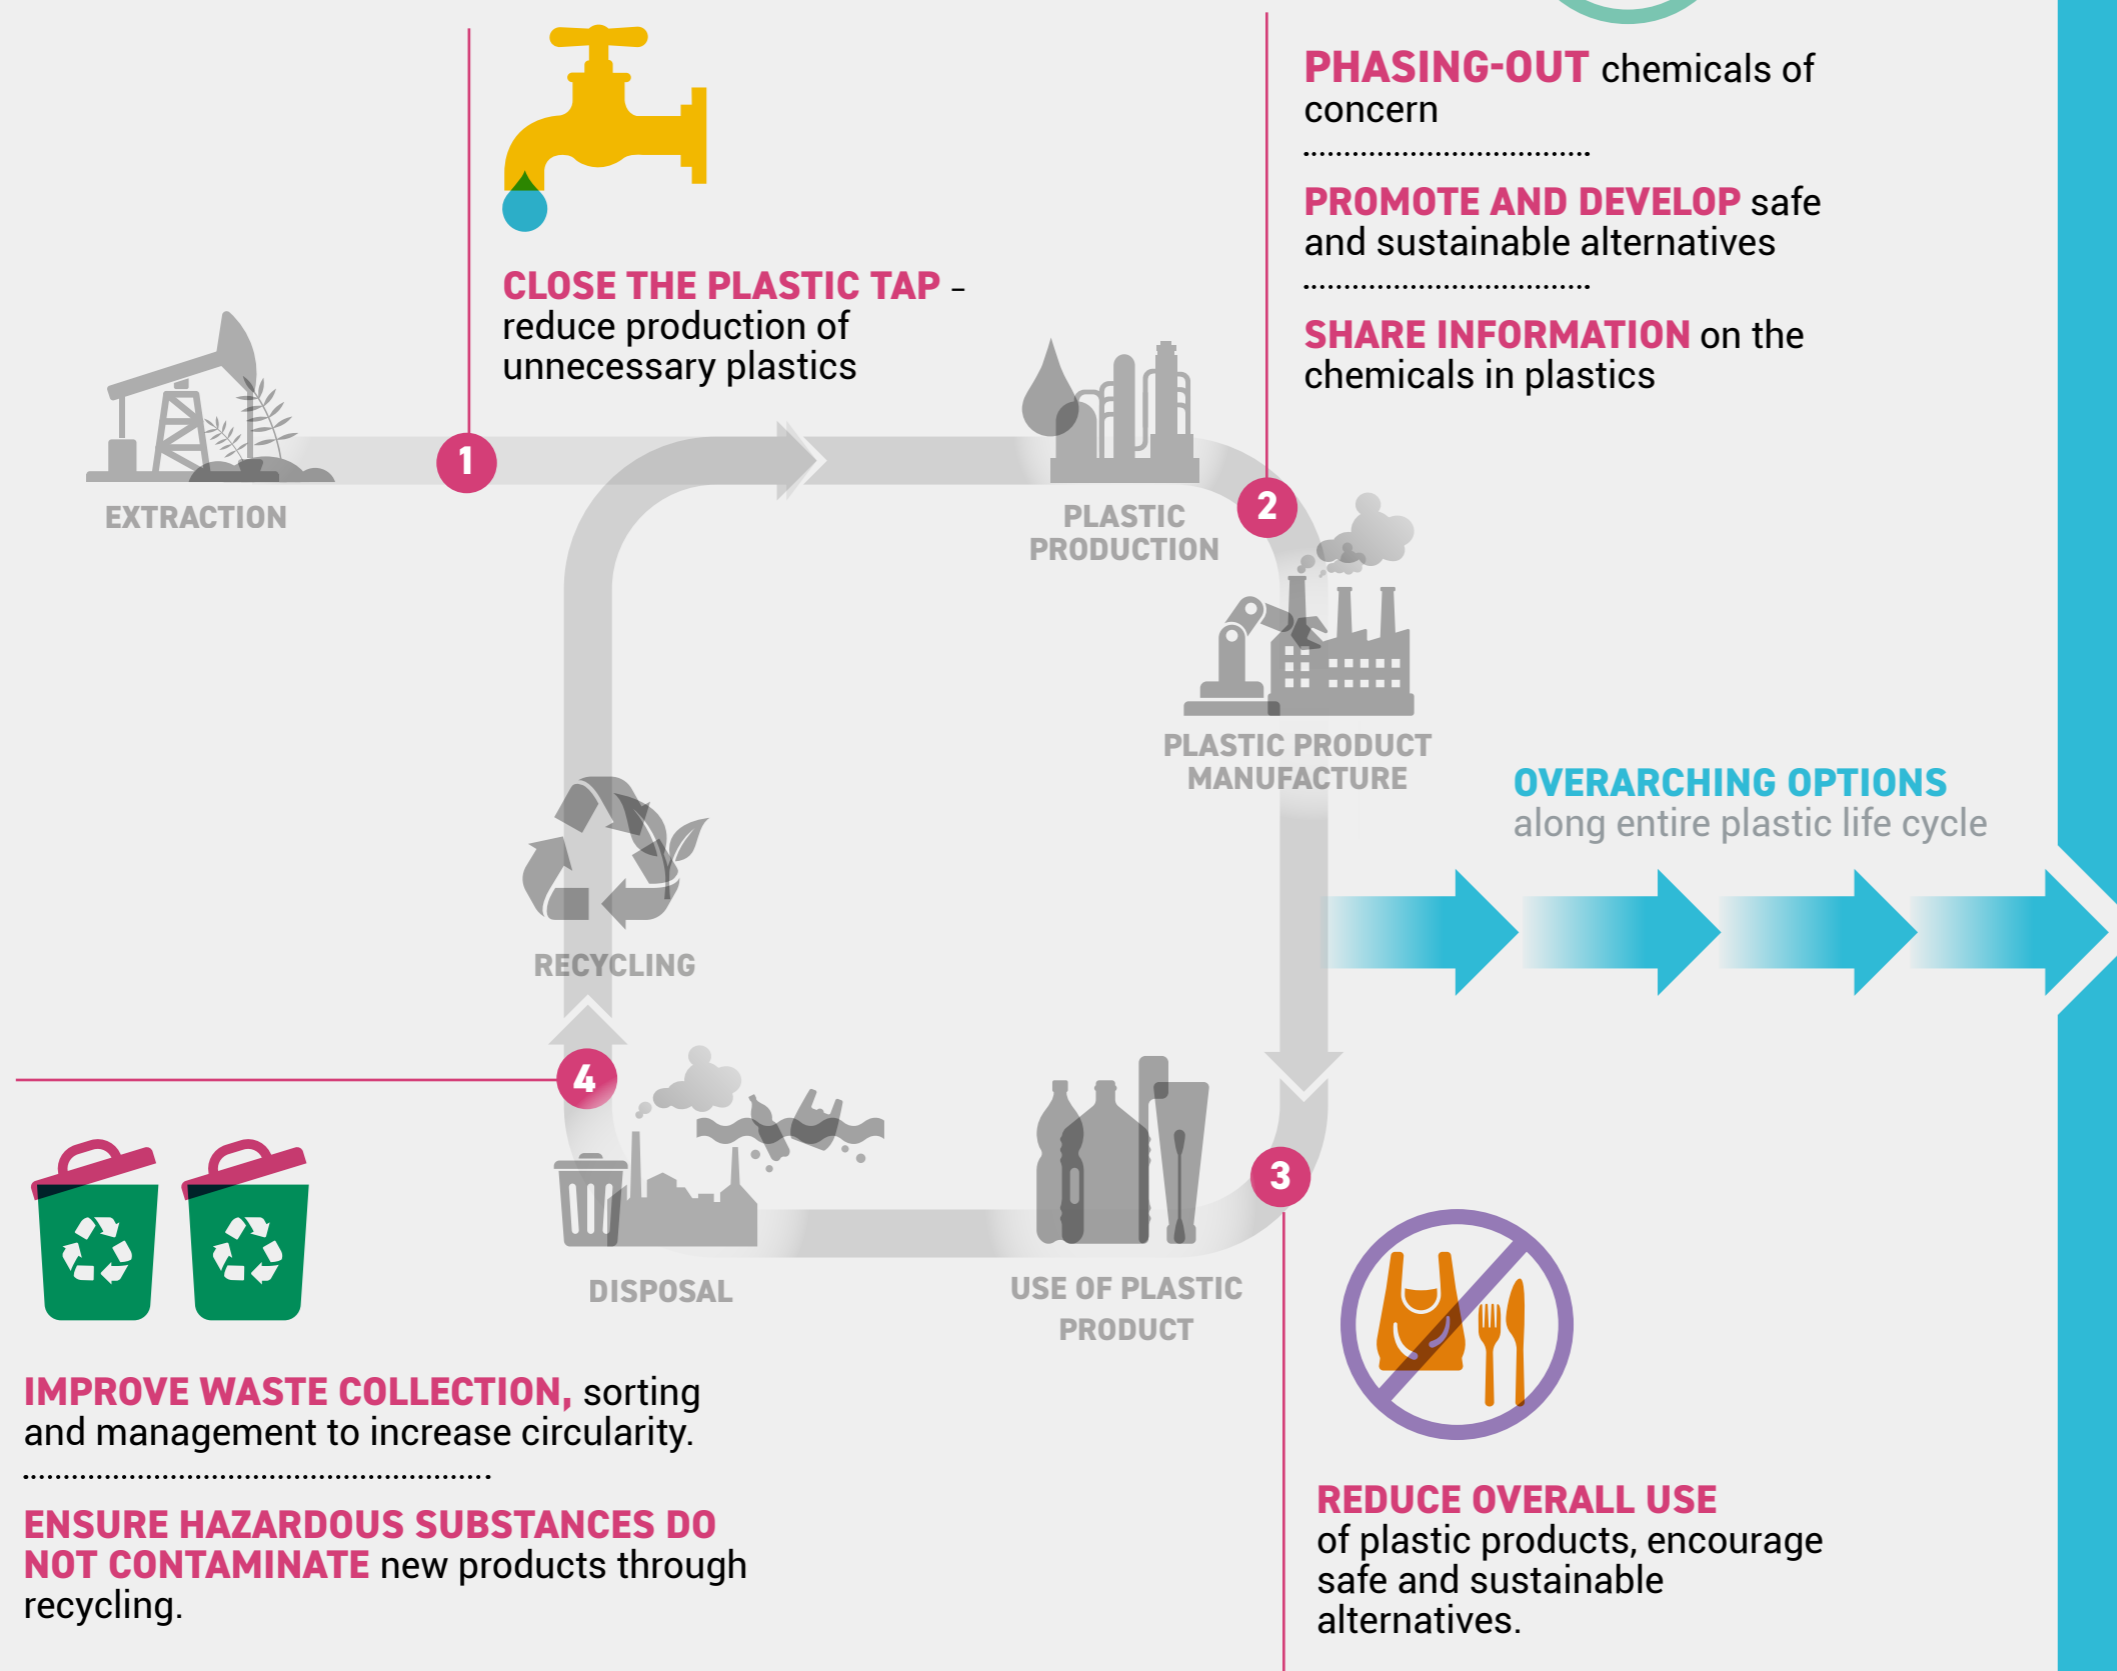 CLOSE THE PLASTIC TAP –
reduce production of
unnecessary plastics
PHASING-OUT chemicals of
concern
PROMOTE AND DEVELOP safe
and sustainable alternatives
SHARE INFORMATION on the
chemicals in plastics
1
EXTRACTION
PLASTIC
PRODUCTION
2
PLASTIC PRODUCT
MANUFACTURE
OVERARCHING OPTIONS
along entire plastic life cycle
RECYCLING
4
3
DISPOSAL
USE OF PLASTIC
PRODUCT
IMPROVE WASTE COLLECTION, sorting
and management to increase circularity.
ENSURE HAZARDOUS SUBSTANCES DO
NOT CONTAMINATE new products through
recycling.
REDUCE OVERALL USE
of plastic products, encourage
safe and sustainable
alternatives.